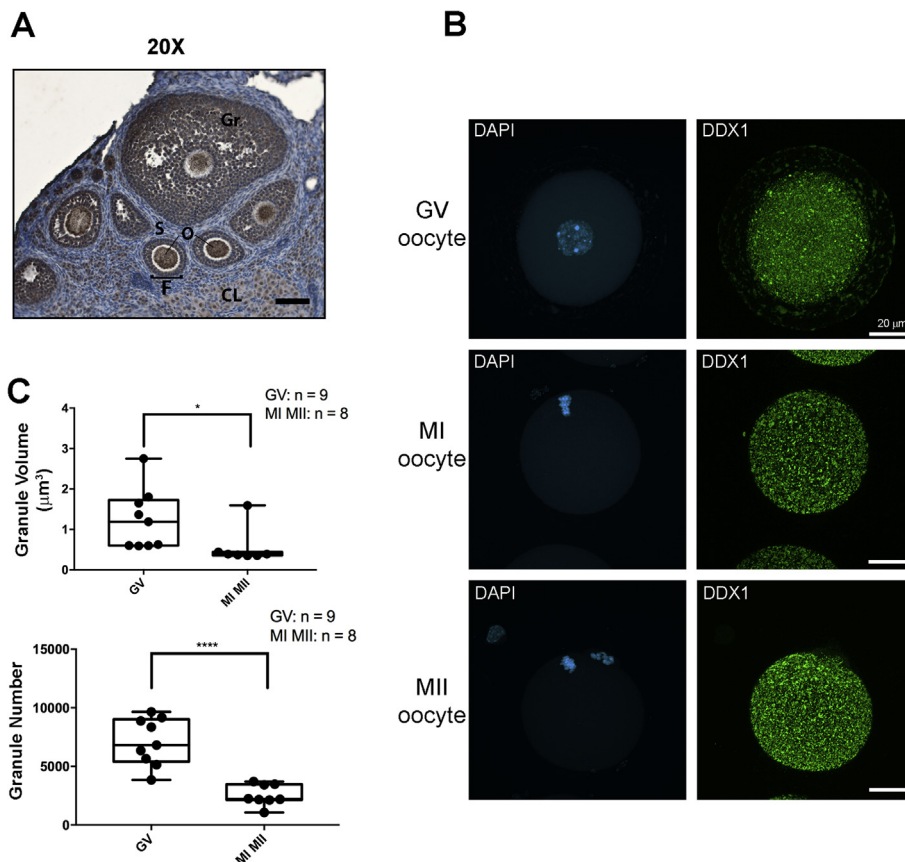 A
20X
Gr
S
O
F
CL
B
DAPI
DDX1
GV
oocyte
20 μm
DAPI
DDX1
MI
oocyte
DAPI
DDX1
MII
oocyte
C
GV: n = 9
MI MII: n = 8
*
Granule Volume
(μm³)
4
3
2
1
0
GV
MI MII
GV: n = 9
MI MII: n = 8
****
Granule Number
15000
10000
5000
0
GV
MI MII